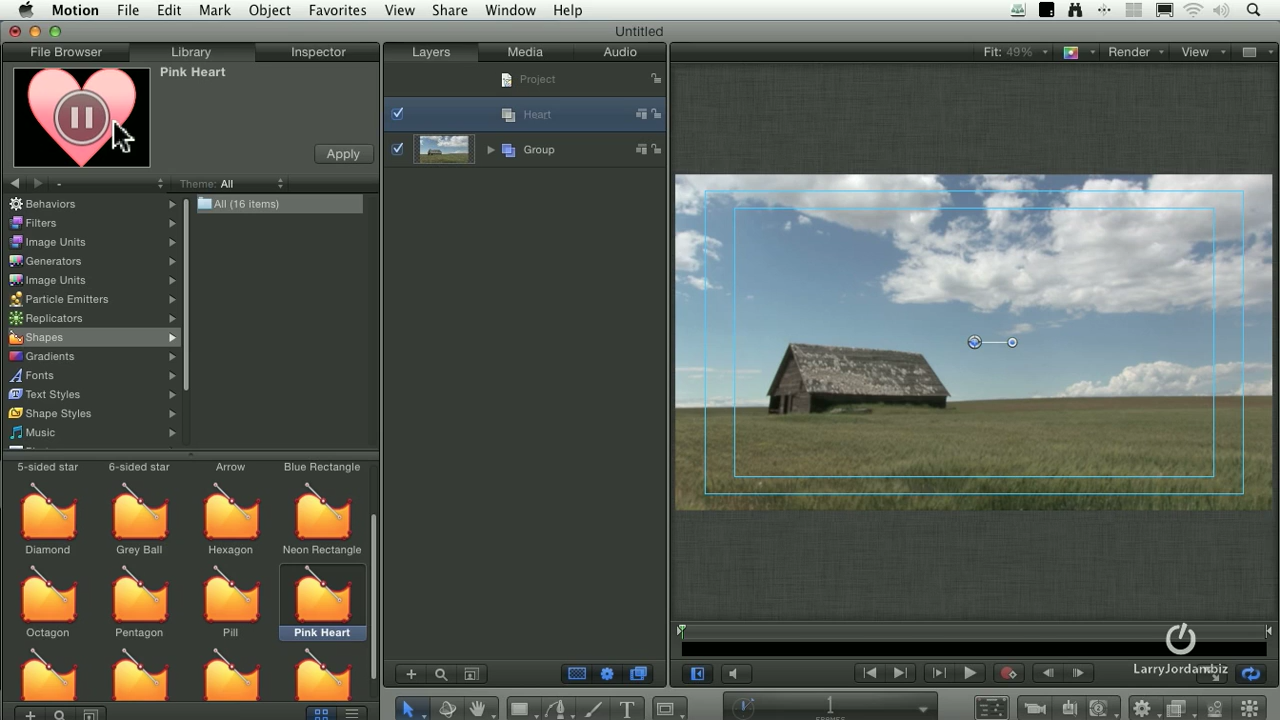 Motion File Edit Mark Object Favorites View Share Window Help
Untitled
File Browser Library Inspector
Layers Media Audio
Fit: 49% Render View
Pink Heart
Apply
Project
Heart
Group
- Theme: All
Behaviors
Filters
Image Units
Generators
Image Units
Particle Emitters
Replicators
Shapes
Gradients
Fonts
Text Styles
Shape Styles
Music
All (16 items)
5-sided star 6-sided star Arrow Blue Rectangle
Diamond Grey Ball Hexagon Neon Rectangle
Octagon Pentagon Pill Pink Heart
LarryJordan.biz
1
FRAMES